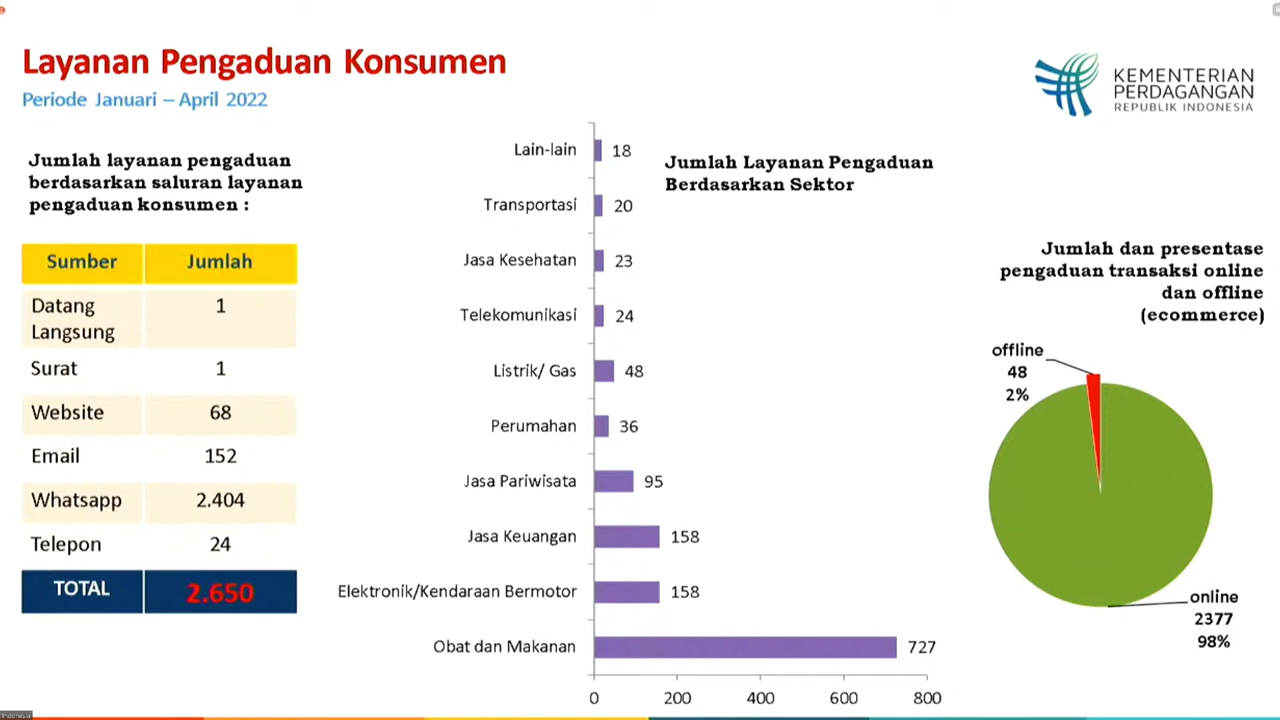 Layanan Pengaduan Konsumen
Periode Januari – April 2022
KEMENTERIAN
PERDAGANGAN
REPUBLIK INDONESIA
Jumlah layanan pengaduan
berdasarkan saluran layanan
pengaduan konsumen :
Sumber Jumlah
Datang
Langsung
1
Surat 1
Website 68
Email 152
Whatsapp 2.404
Telepon 24
TOTAL 2.650
Jumlah Layanan Pengaduan
Berdasarkan Sektor
Lain-lain 18
Transportasi 20
Jasa Kesehatan 23
Telekomunikasi 24
Listrik/ Gas 48
Perumahan 36
Jasa Pariwisata 95
Jasa Keuangan 158
Elektronik/Kendaraan Bermotor 158
Obat dan Makanan 727
0 200 400 600 800
Jumlah dan presentase
pengaduan transaksi online
dan offline
(ecommerce)
offline
48
2%
online
2377
98%